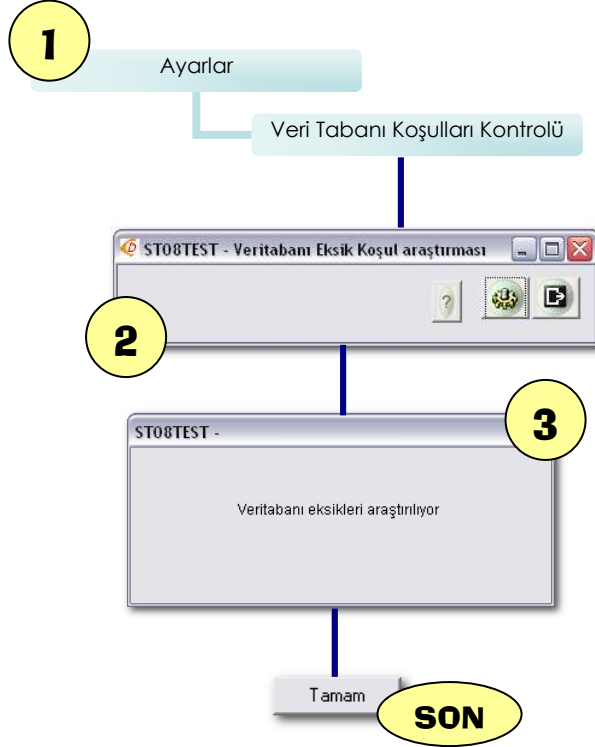 1
Ayarlar
Veri Tabanı Koşulları Kontrolü
ST08TEST - Veritabanı Eksik Koşul araştırması
?
2
3
ST08TEST -
Veritabanı eksikleri araştırılıyor
Tamam
SON